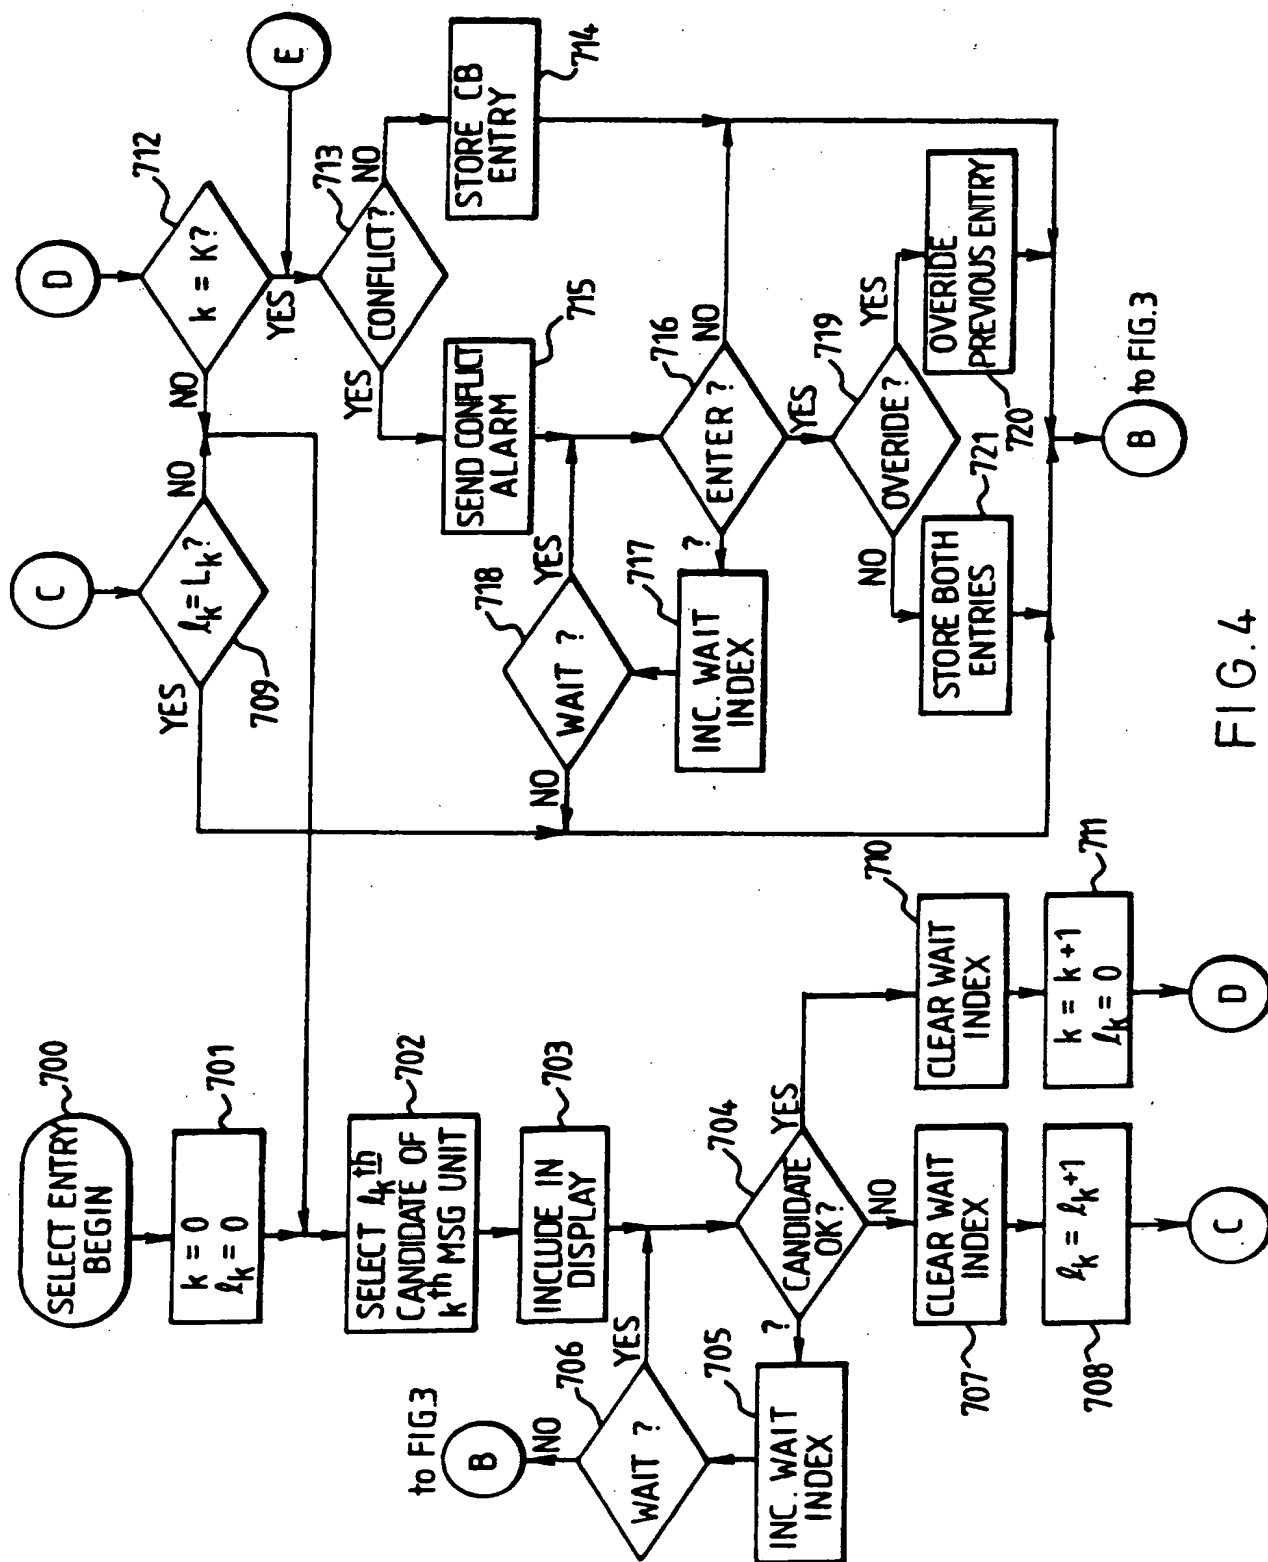 SELECT ENTRY
BEGIN
700
k = 0
ℓk = 0
701
SELECT ℓk th
CANDIDATE OF
k th MSG UNIT
702
INCLUDE IN
DISPLAY
703
to FIG.3
B
NO
WAIT ?
706
YES
CANDIDATE
OK?
704
YES
NO
?
INC. WAIT
INDEX
705
CLEAR WAIT
INDEX
707
ℓk = ℓk+1
708
C
CLEAR WAIT
INDEX
710
k = k+1
ℓk = 0
711
D
C
ℓk = Lk?
709
YES
NO
D
k = K?
712
NO
YES
E
CONFLICT?
713
YES
NO
STORE CB
ENTRY
714
SEND CONFLICT
ALARM
715
WAIT ?
718
YES
NO
ENTER ?
716
NO
YES
?
INC. WAIT
INDEX
717
OVERRIDE?
719
YES
NO
STORE BOTH
ENTRIES
721
OVERIDE
PREVIOUS ENTRY
720
B
to FIG.3
FIG.4